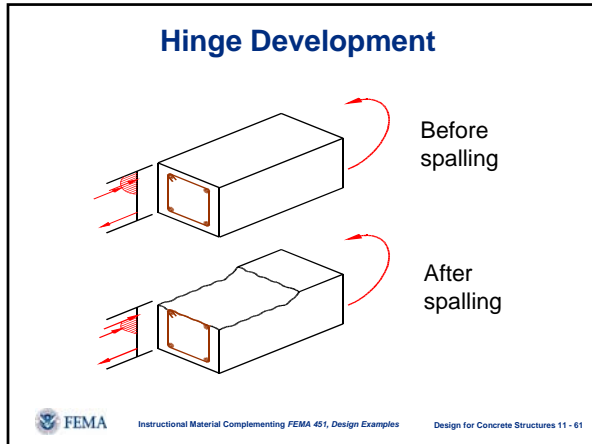 Hinge Development
Before
spalling
After
spalling
FEMA Instructional Material Complementing FEMA 451, Design Examples Design for Concrete Structures 11 - 61